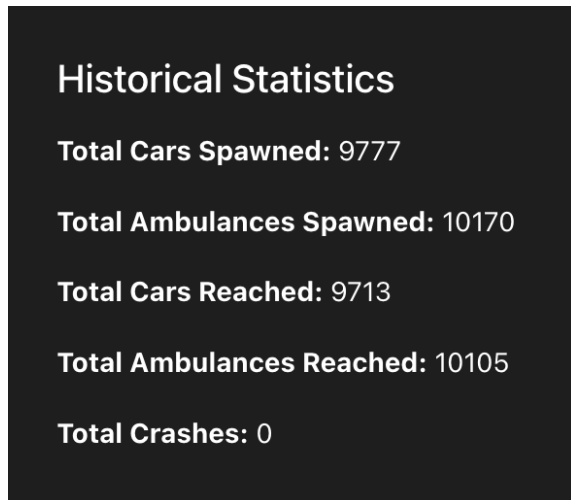 Historical Statistics
Total Cars Spawned: 9777
Total Ambulances Spawned: 10170
Total Cars Reached: 9713
Total Ambulances Reached: 10105
Total Crashes: 0